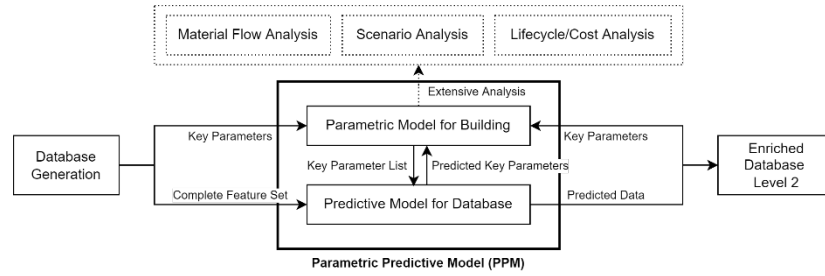 Material Flow Analysis
Scenario Analysis
Lifecycle/Cost Analysis
Extensive Analysis
Key Parameters
Parametric Model for Building
Key Parameters
Database
Generation
Key Parameter List
Predicted Key Parameters
Enriched
Database
Level 2
Complete Feature Set
Predictive Model for Database
Predicted Data
Parametric Predictive Model (PPM)